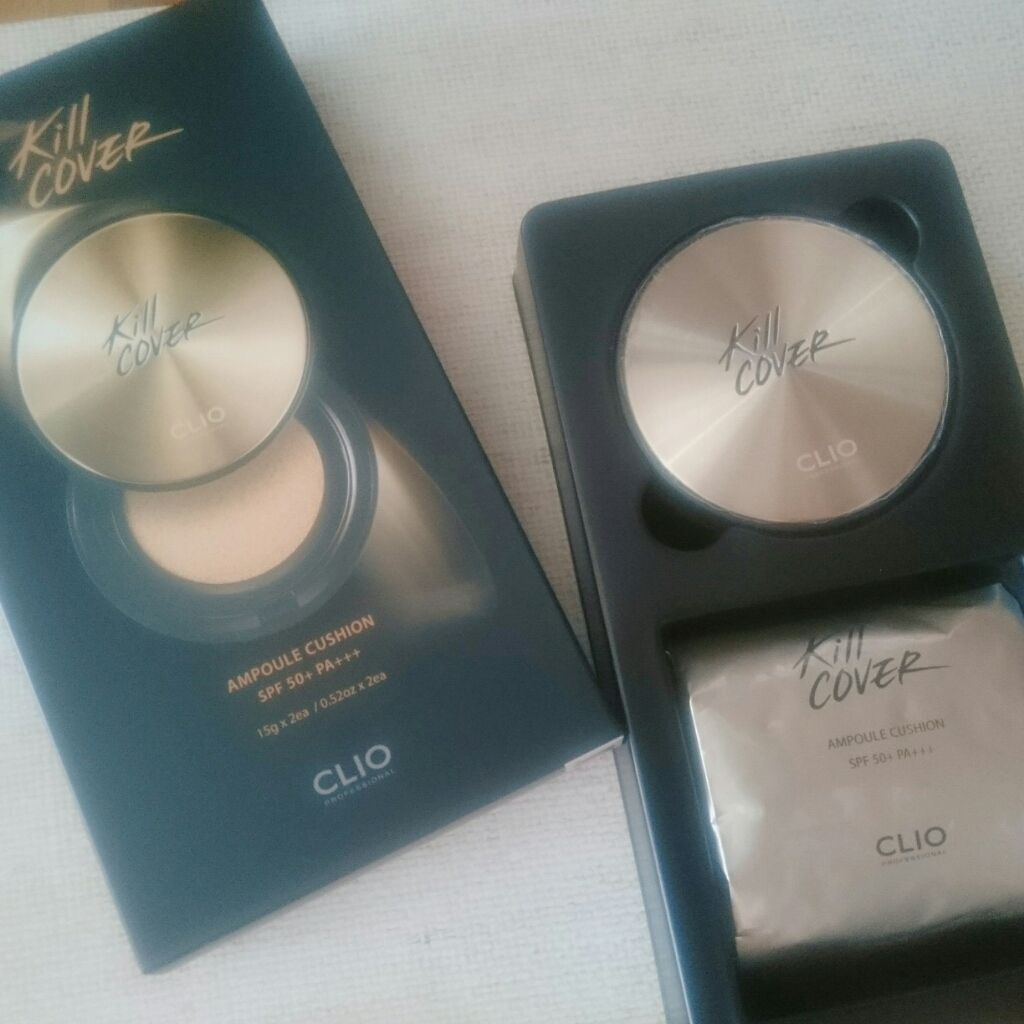 Kill
COVER
Kill
COVER
CLIO
AMPOULE CUSHION
SPF 50+ PA+++
15g x 2ea / 0.52oz x 2ea
CLIO
PROFESSIONAL
Kill
COVER
CLIO
Kill
COVER
AMPOULE CUSHION
SPF 50+ PA+++
CLIO
PROFESSIONAL